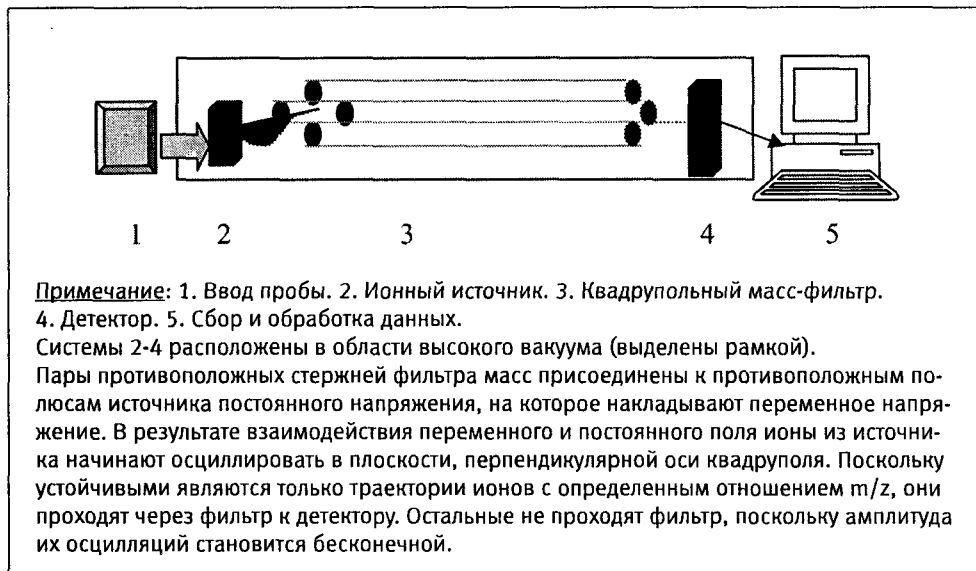 1 2 3 4 5
Примечание: 1. Ввод пробы. 2. Ионный источник. 3. Квадрупольный масс-фильтр.
4. Детектор. 5. Сбор и обработка данных.
Системы 2-4 расположены в области высокого вакуума (выделены рамкой).
Пары противоположных стержней фильтра масс присоединены к противоположным по-
люсам источника постоянного напряжения, на которое накладывают переменное напря-
жение. В результате взаимодействия переменного и постоянного поля ионы из источни-
ка начинают осциллировать в плоскости, перпендикулярной оси квадруполя. Поскольку
устойчивыми являются только траектории ионов с определенным отношением m/z, они
проходят через фильтр к детектору. Остальные не проходят фильтр, поскольку амплитуда
их осцилляций становится бесконечной.